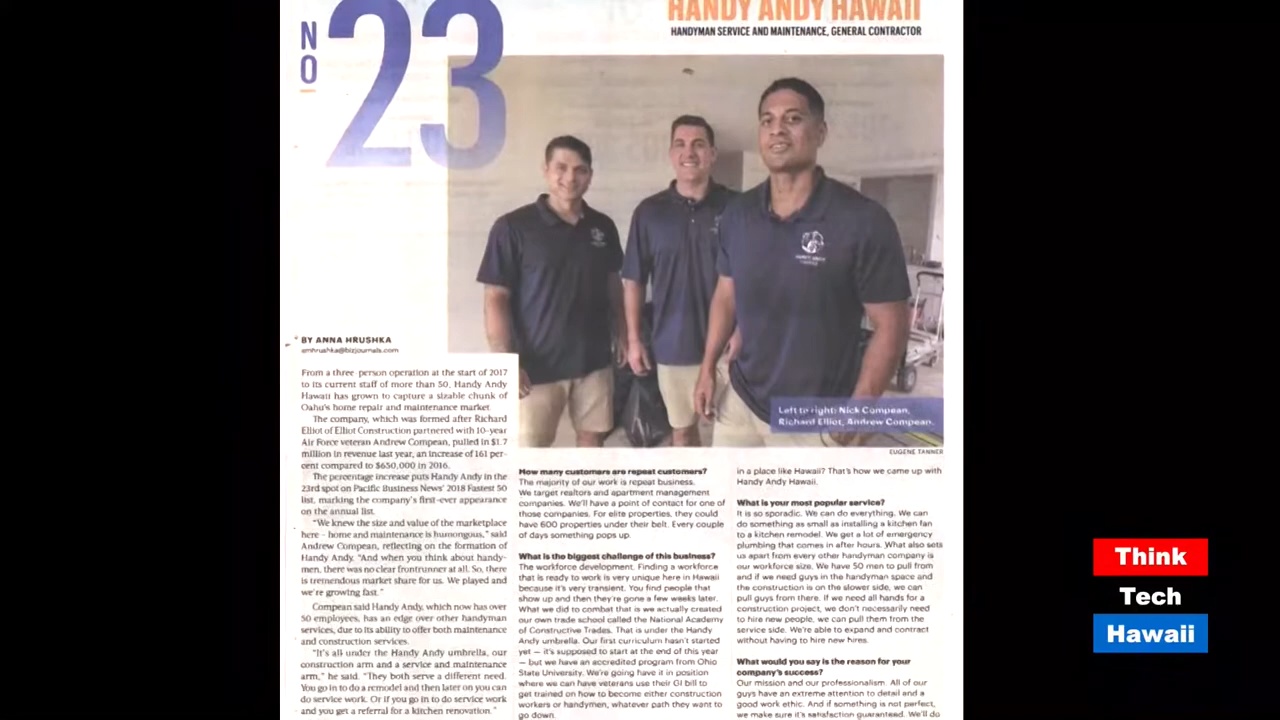 NO
23
HANDY ANDY HAWAII
HANDYMAN SERVICE AND MAINTENANCE, GENERAL CONTRACTOR
Left to right: Nick Compean,
Richard Elliot, Andrew Compean.
EUGENE TANNER
BY ANNA HRUSHKA
amhrushka@bizjournals.com
From a three-person operation at the start of 2017
to its current staff of more than 50, Handy Andy
Hawaii has grown to capture a sizable chunk of
Oahu's home repair and maintenance market.
The company, which was formed after Richard
Elliot of Elliot Construction partnered with 10-year
Air Force veteran Andrew Compean, pulled in $1.7
million in revenue last year, an increase of 161 per-
cent compared to $650,000 in 2016.
The percentage increase puts Handy Andy in the
23rd spot on Pacific Business News' 2018 Fastest 50
list, marking the company's first-ever appearance
on the annual list.
"We knew the size and value of the marketplace
here – home and maintenance is humongous," said
Andrew Compean, reflecting on the formation of
Handy Andy. "And when you think about handy-
men, there was no clear frontrunner at all. So, there
is tremendous market share for us. We played and
we're growing fast."
Compean said Handy Andy, which now has over
50 employees, has an edge over other handyman
services, due to its ability to offer both maintenance
and construction services.
"It's all under the Handy Andy umbrella, our
construction arm and a service and maintenance
arm," he said. "They both serve a different need.
You go in to do a remodel and then later on you can
do service work. Or if you go in to do service work
and you get a referral for a kitchen renovation."
How many customers are repeat customers?
The majority of our work is repeat business.
We target realtors and apartment management
companies. We'll have a point of contact for one of
those companies. For elite properties, they could
have 600 properties under their belt. Every couple
of days something pops up.
What is the biggest challenge of this business?
The workforce development. Finding a workforce
that is ready to work is very unique here in Hawaii
because it's very transient. You find people that
show up and then they're gone a few weeks later.
What we did to combat that is we actually created
our own trade school called the National Academy
of Constructive Trades. That is under the Handy
Andy umbrella. Our first curriculum hasn't started
yet — it's supposed to start at the end of this year
— but we have an accredited program from Ohio
State University. We're going have it in position
where we can have veterans use their GI bill to
get trained on how to become either construction
workers or handymen, whatever path they want to
go down.
in a place like Hawaii? That's how we came up with
Handy Andy Hawaii.
What is your most popular service?
It is so sporadic. We can do everything. We can
do something as small as installing a kitchen fan
to a kitchen remodel. We get a lot of emergency
plumbing that comes in after hours. What also sets
us apart from every other handyman company is
our workforce size. We have 50 men to pull from
and if we need guys in the handyman space and
the construction is on the slower side, we can
pull guys from there. If we need all hands for a
construction project, we don't necessarily need
to hire new people, we can pull them from the
service side. We're able to expand and contract
without having to hire new hires.
What would you say is the reason for your
company's success?
Our mission and our professionalism. All of our
guys have an extreme attention to detail and a
good work ethic. And if something is not perfect,
we make sure it's satisfaction guaranteed. We'll do
Think
Tech
Hawaii